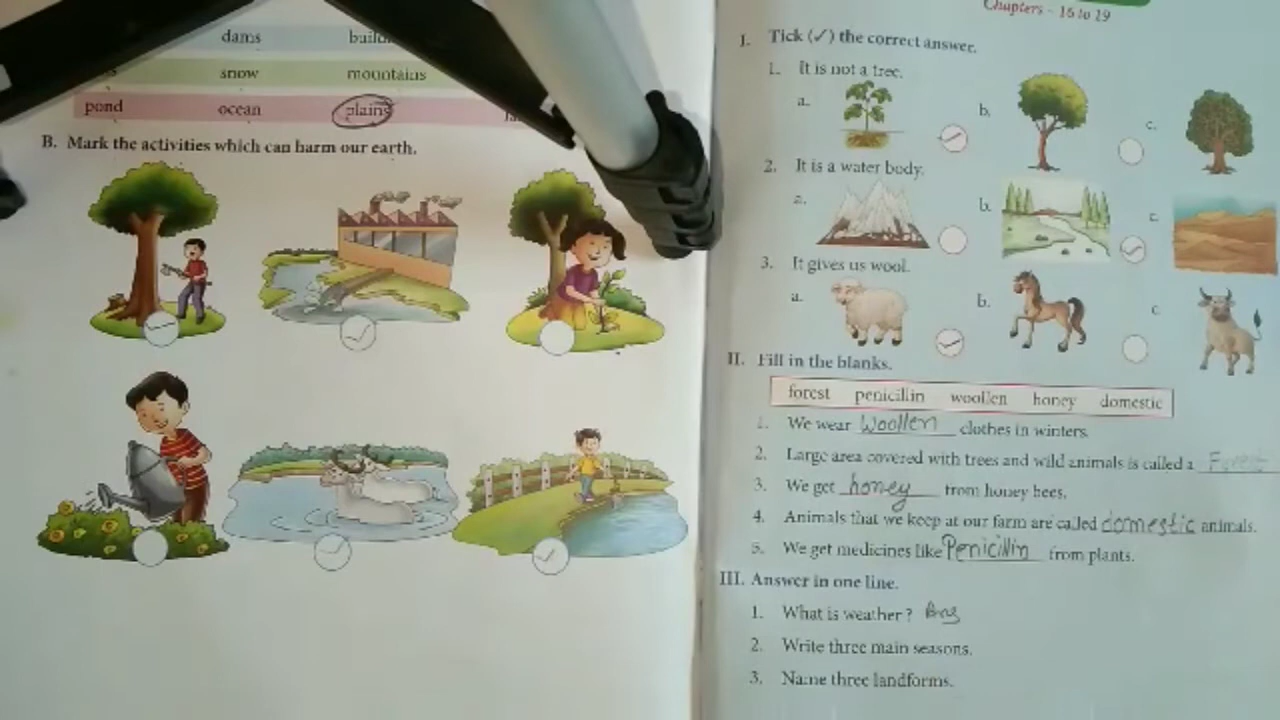 dams
snow mountains
pond ocean plains
B. Mark the activities which can harm our earth.
Chapters - 16 to 19
I. Tick (✓) the correct answer.
1. It is not a tree.
a. b. c.
2. It is a water body.
a. b. c.
3. It gives us wool.
a. b. c.
II. Fill in the blanks.
forest penicillin woollen honey domestic
1. We wear woollen clothes in winters.
2. Large area covered with trees and wild animals is called a Forest
3. We get honey from honey bees.
4. Animals that we keep at our farm are called domestic animals.
5. We get medicines like Penicillin from plants.
III. Answer in one line.
1. What is weather? Ans
2. Write three main seasons.
3. Name three landforms.